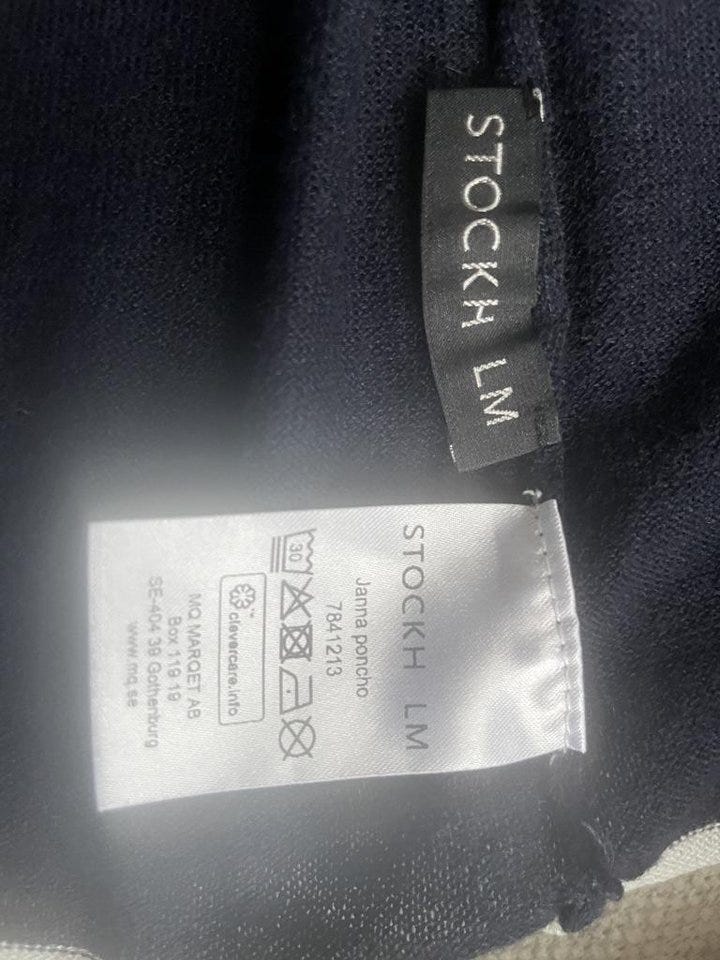 STOCKH LM
STOCKH LM
Janna poncho
7841213
30
clevercare.info
TM
MQ MARQET AB
Box 119 19
SE-404 39 Gothenburg
www.mq.se